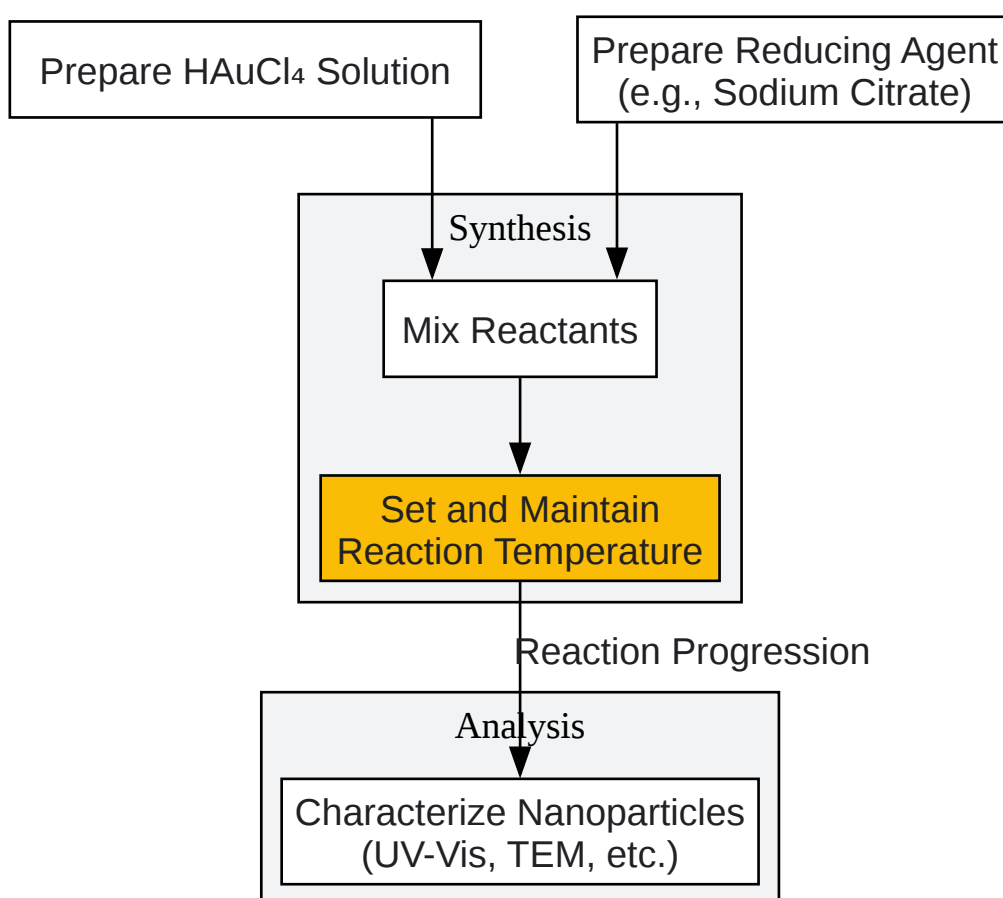 Prepare HAuCl₄ Solution
Prepare Reducing Agent
(e.g., Sodium Citrate)
Synthesis
Mix Reactants
Set and Maintain
Reaction Temperature
Reaction Progression
Analysis
Characterize Nanoparticles
(UV-Vis, TEM, etc.)